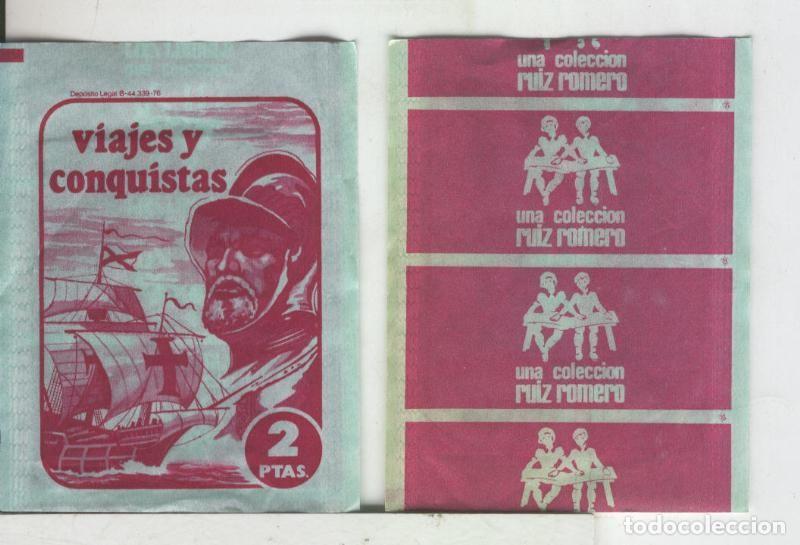 Depósito Legal B-44.339-76
viajes y
conquistas
2
PTAS.
una coleccion
ruiz romero
una coleccion
ruiz romero
una coleccion
ruiz romero
todocoleccion